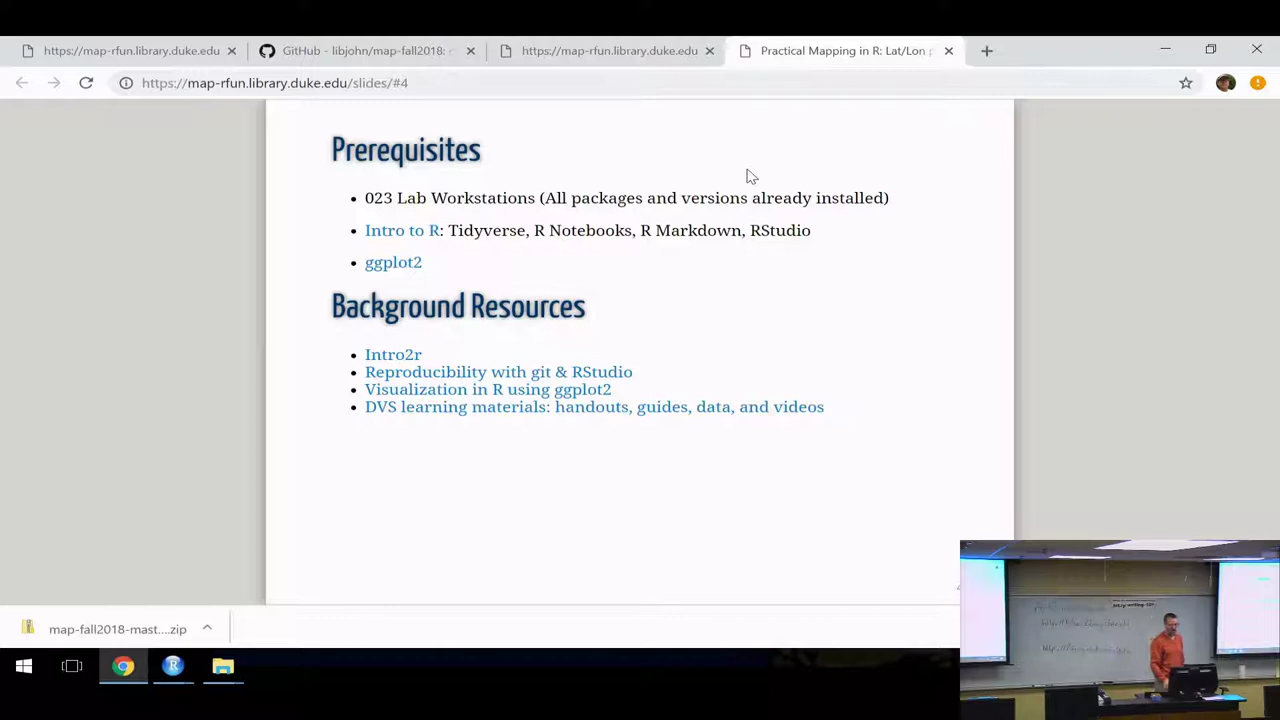 https://map-rfun.library.duke.edu
GitHub - libjohn/map-fall2018:
https://map-rfun.library.duke.edu
Practical Mapping in R: Lat/Lon
https://map-rfun.library.duke.edu/slides/#4
Prerequisites
• 023 Lab Workstations (All packages and versions already installed)
• Intro to R: Tidyverse, R Notebooks, R Markdown, RStudio
• ggplot2
Background Resources
• Intro2r
• Reproducibility with git & RStudio
• Visualization in R using ggplot2
• DVS learning materials: handouts, guides, data, and videos
map-fall2018-mast....zip